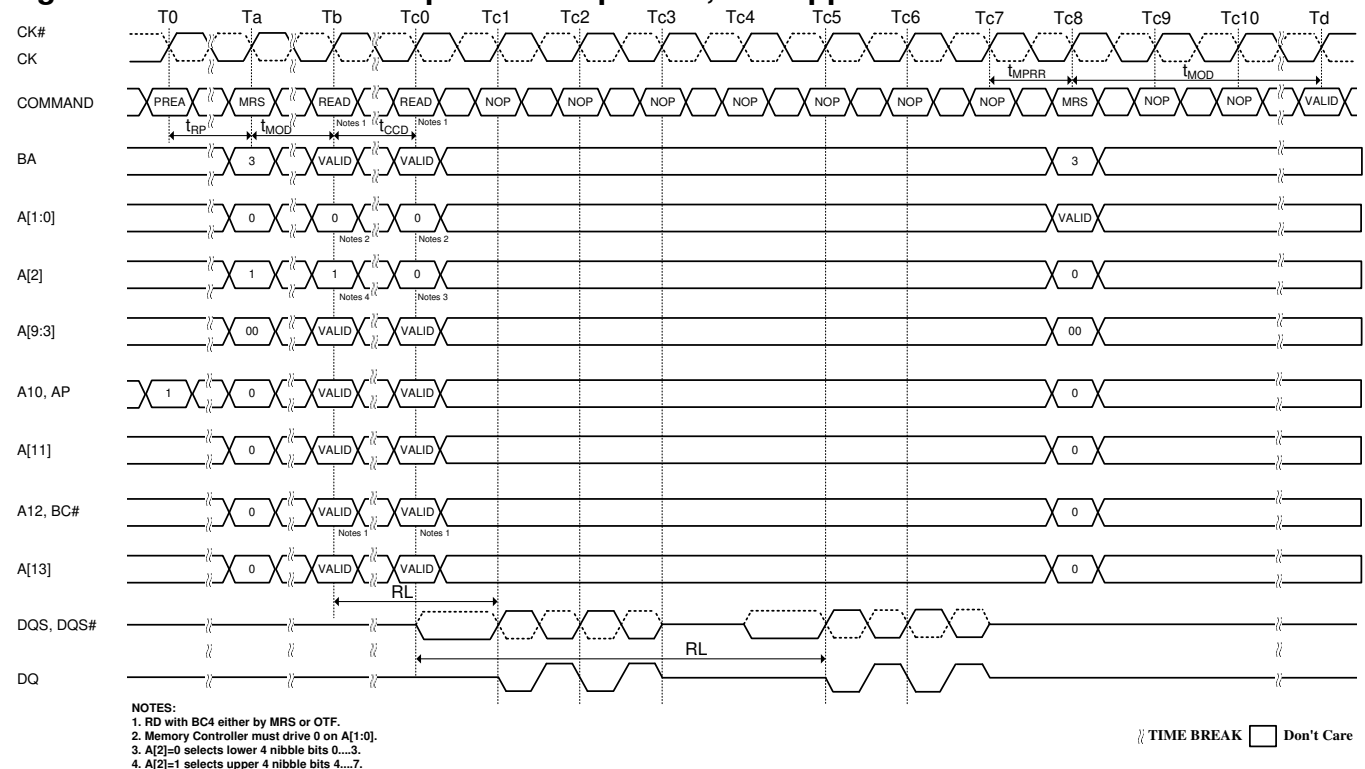 T0 Ta Tb Tc0 Tc1 Tc2 Tc3 Tc4 Tc5 Tc6 Tc7 Tc8 Tc9 Tc10 Td
CK#
CK
tMPRR tMOD
COMMAND PREA MRS READ READ NOP NOP NOP NOP NOP NOP NOP MRS NOP NOP VALID
Notes 1 Notes 1
tRP tMOD tCCD
BA 3 VALID VALID 3
A[1:0] 0 0 0 VALID
Notes 2 Notes 2
A[2] 1 1 0 0
Notes 4 Notes 3
A[9:3] 00 VALID VALID 00
A10, AP 1 0 VALID VALID 0
A[11] 0 VALID VALID 0
A12, BC# 0 VALID VALID 0
Notes 1 Notes 1
A[13] 0 VALID VALID 0
RL
DQS, DQS#
RL
DQ
NOTES:
1. RD with BC4 either by MRS or OTF.
2. Memory Controller must drive 0 on A[1:0].
3. A[2]=0 selects lower 4 nibble bits 0....3.
4. A[2]=1 selects upper 4 nibble bits 4....7.
TIME BREAK Don't Care